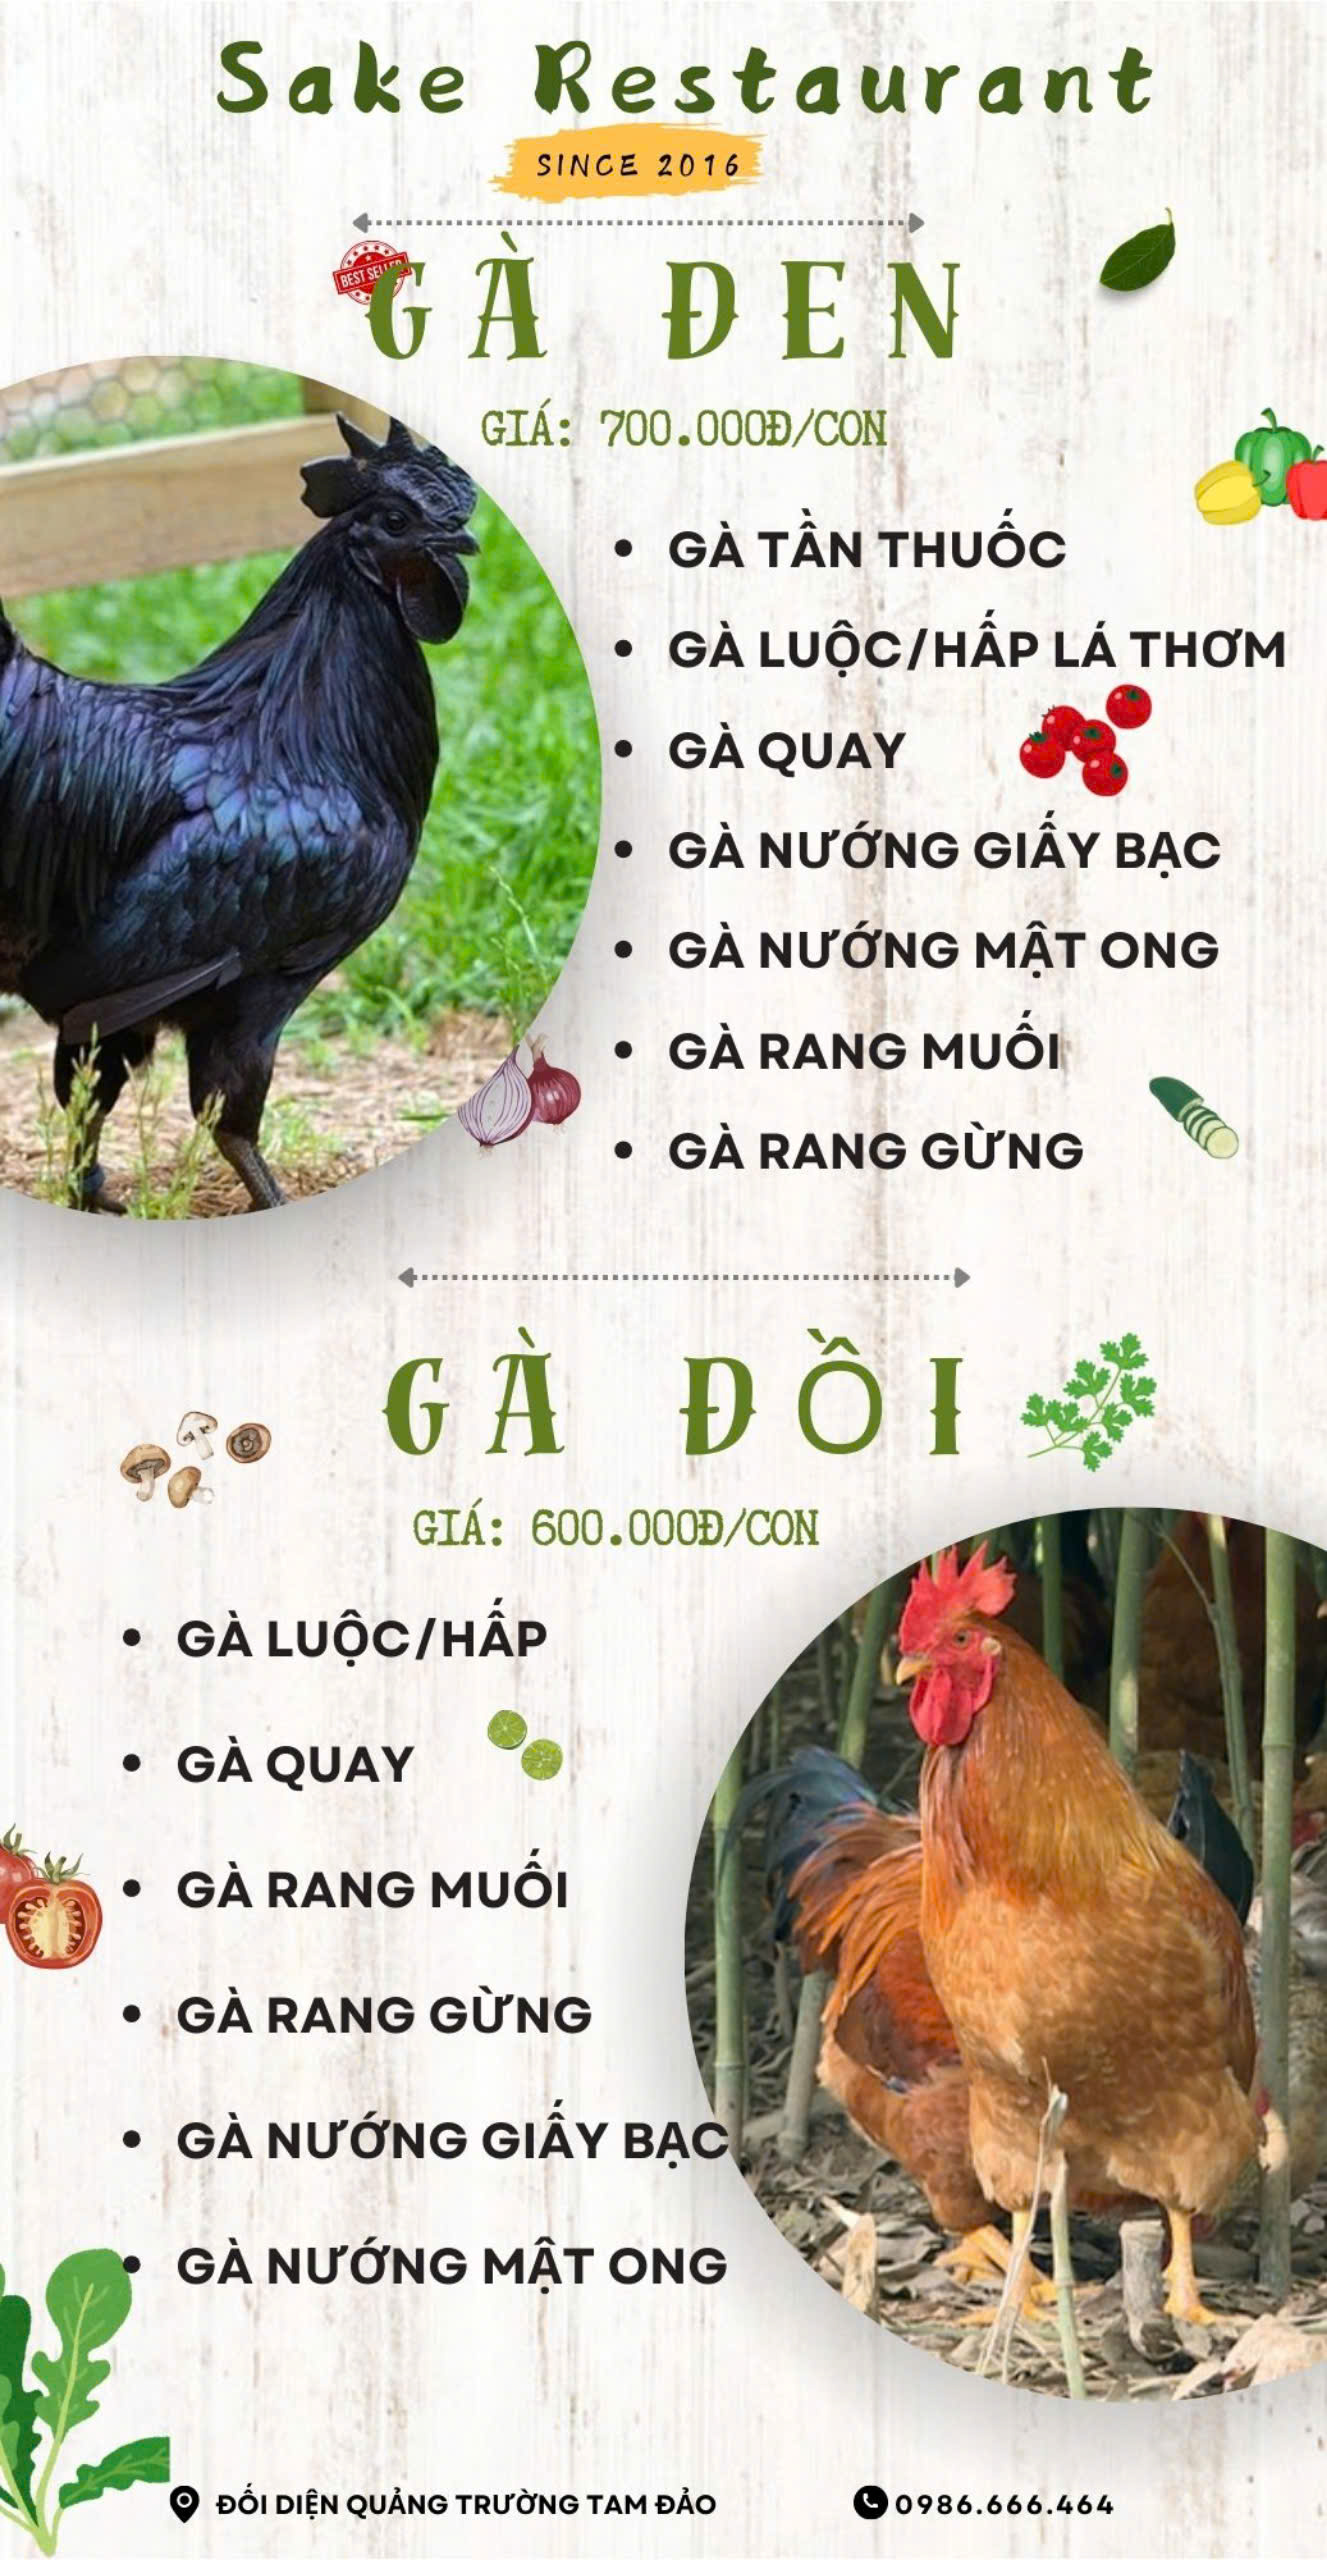 Sake Restaurant
SINCE 2016
BEST SELLER
GÀ ĐEN
GIÁ: 700.000Đ/CON
GÀ TẦN THUỐC
GÀ LUỘC/HẤP LÁ THƠM
GÀ QUAY
GÀ NƯỚNG GIẤY BẠC
GÀ NƯỚNG MẬT ONG
GÀ RANG MUỐI
GÀ RANG GỪNG
GÀ ĐỒI
GIÁ: 600.000Đ/CON
GÀ LUỘC/HẤP
GÀ QUAY
GÀ RANG MUỐI
GÀ RANG GỪNG
GÀ NƯỚNG GIẤY BẠC
GÀ NƯỚNG MẬT ONG
ĐỐI DIỆN QUẢNG TRƯỜNG TAM ĐẢO
0986.666.464